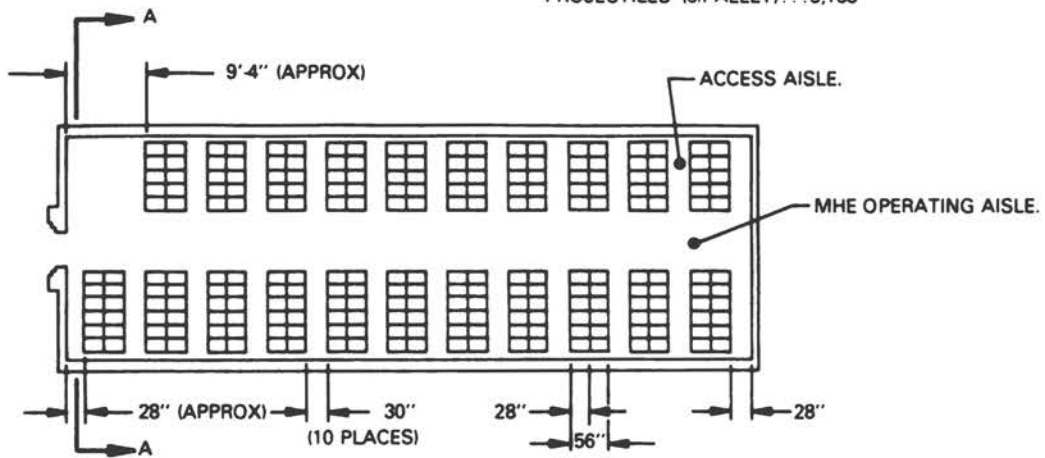 A
9'-4" (APPROX)
ACCESS AISLE.
MHE OPERATING AISLE.
28" (APPROX)
30"
28"
28"
(10 PLACES)
56"
A